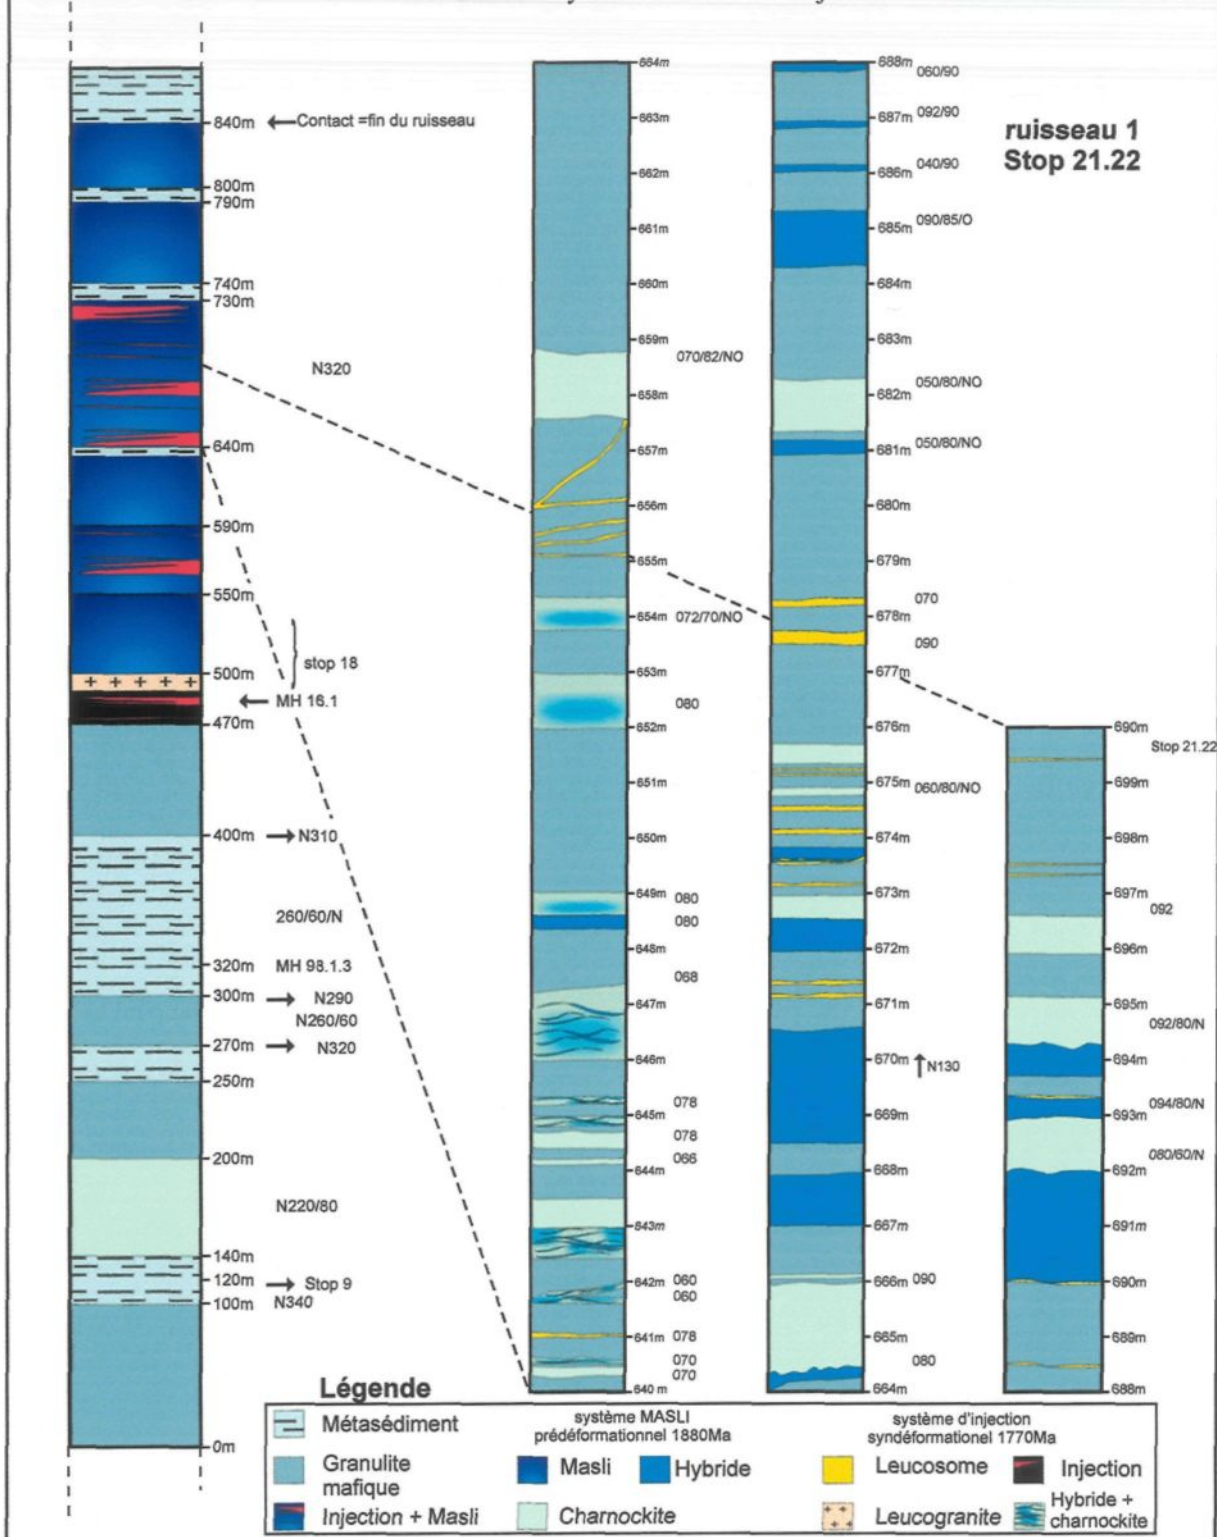 ruisseau 1
Stop 21.22
840m
Contact =fin du ruisseau
800m
790m
740m
730m
N320
640m
590m
550m
stop 18
500m
MH 16.1
470m
400m
N310
260/60/N
320m
MH 98.1.3
300m
N290
N260/60
270m
N320
250m
200m
N220/80
140m
120m
Stop 9
100m
N340
0m
664m
663m
662m
661m
660m
659m
070/82/NO
658m
657m
656m
655m
654m
072/70/NO
653m
080
652m
651m
650m
649m
080
080
648m
068
647m
646m
078
645m
078
066
644m
643m
642m
060
060
641m
078
070
070
640 m
688m
060/90
092/90
687m
040/90
686m
090/85/O
685m
684m
683m
050/80/NO
682m
050/80/NO
681m
680m
679m
070
678m
090
677m
676m
675m
060/80/NO
674m
673m
672m
671m
670m
N130
669m
668m
667m
666m
090
665m
080
664m
690m
Stop 21.22
699m
698m
697m
092
696m
695m
092/80/N
694m
094/80/N
693m
080/60/N
692m
691m
690m
689m
688m
Légende
Métasédiment
système MASLI
prédéformationnel 1880Ma
système d'injection
syndéformationel 1770Ma
Granulite
mafique
Masli
Hybride
Leucosome
Injection
Injection + Masli
Charnockite
Leucogranite
Hybride +
charnockite